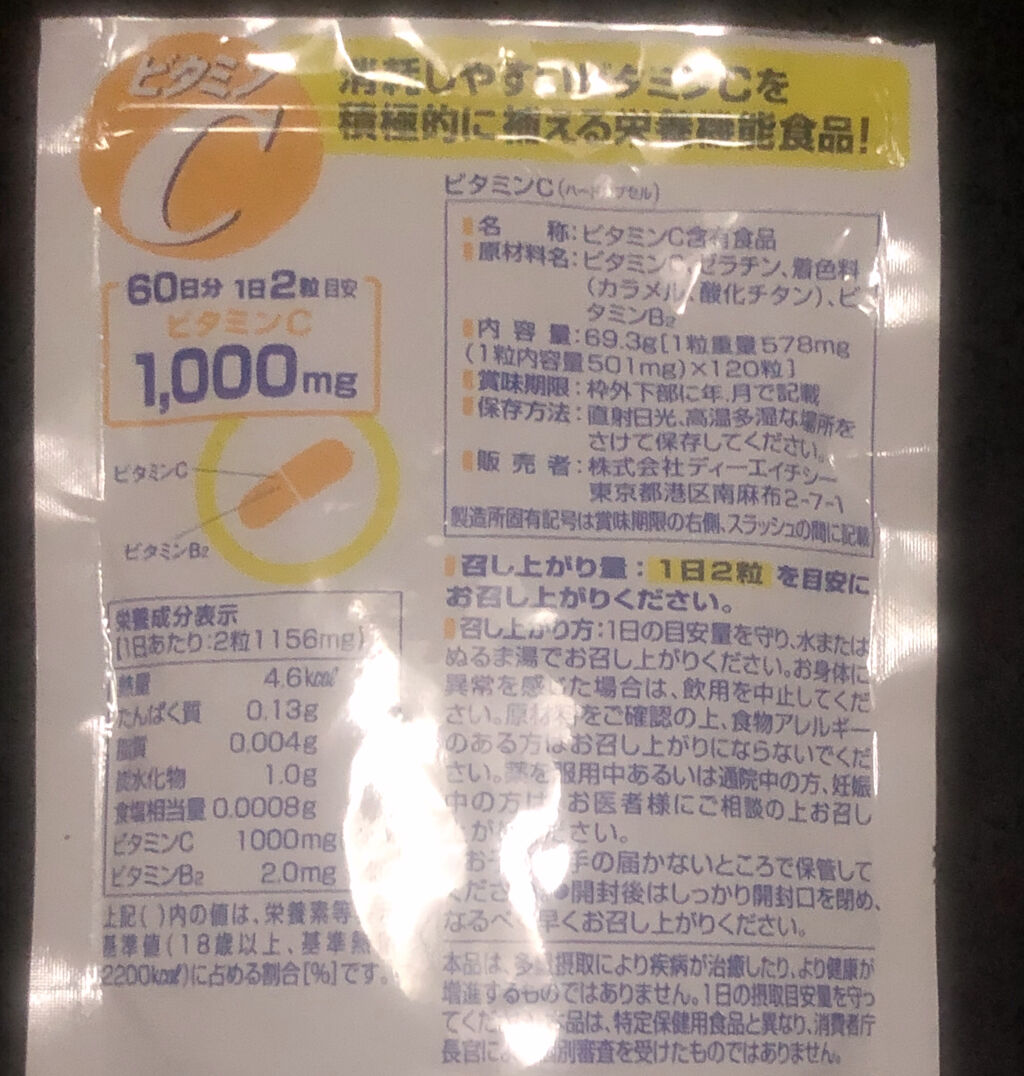 ビタミン
C
消耗しやすいビタミンCを
積極的に補える栄養機能食品!
60日分 1日2粒目安
ビタミンC
1,000mg
ビタミンC
ビタミンB2
栄養成分表示
[1日あたり:2粒1156mg]
熱量 4.6kcal
たんぱく質 0.13g
脂質 0.004g
炭水化物 1.0g
食塩相当量 0.0008g
ビタミンC 1000mg
ビタミンB2 2.0mg
上記( )内の値は、栄養素等
基準値(18歳以上、基準熱
2200kcal)に占める割合[%]です。
ビタミンC(ハードカプセル)
名 称:ビタミンC含有食品
原材料名:ビタミンC、ゼラチン、着色料
(カラメル、酸化チタン)、ビ
タミンB2
内容量:69.3g[1粒重量578mg
(1粒内容量501mg)×120粒]
賞味期限:枠外下部に年.月で記載
保存方法:直射日光、高温多湿な場所を
さけて保存してください。
販売者:株式会社ディーエイチシー
東京都港区南麻布2-7-1
製造所固有記号は賞味期限の右側、スラッシュの間に記載
召し上がり量:1日2粒を目安に
お召し上がりください。
召し上がり方:1日の目安量を守り、水または
ぬるま湯でお召し上がりください。お身体に
異常を感じた場合は、飲用を中止してくだ
さい。原材料をご確認の上、食物アレルギー
のある方はお召し上がりにならないでくだ
さい。薬を服用中あるいは通院中の方、妊娠
中の方は、お医者様にご相談の上お召し
上がりください。
お 手の届かないところで保管して
ください。●開封後はしっかり開封口を閉め、
なるべく早くお召し上がりください。
本品は、多量摂取により疾病が治癒したり、より健康が
増進するものではありません。1日の摂取目安量を守っ
てください。本品は、特定保健用食品と異なり、消費者庁
長官による個別審査を受けたものではありません。